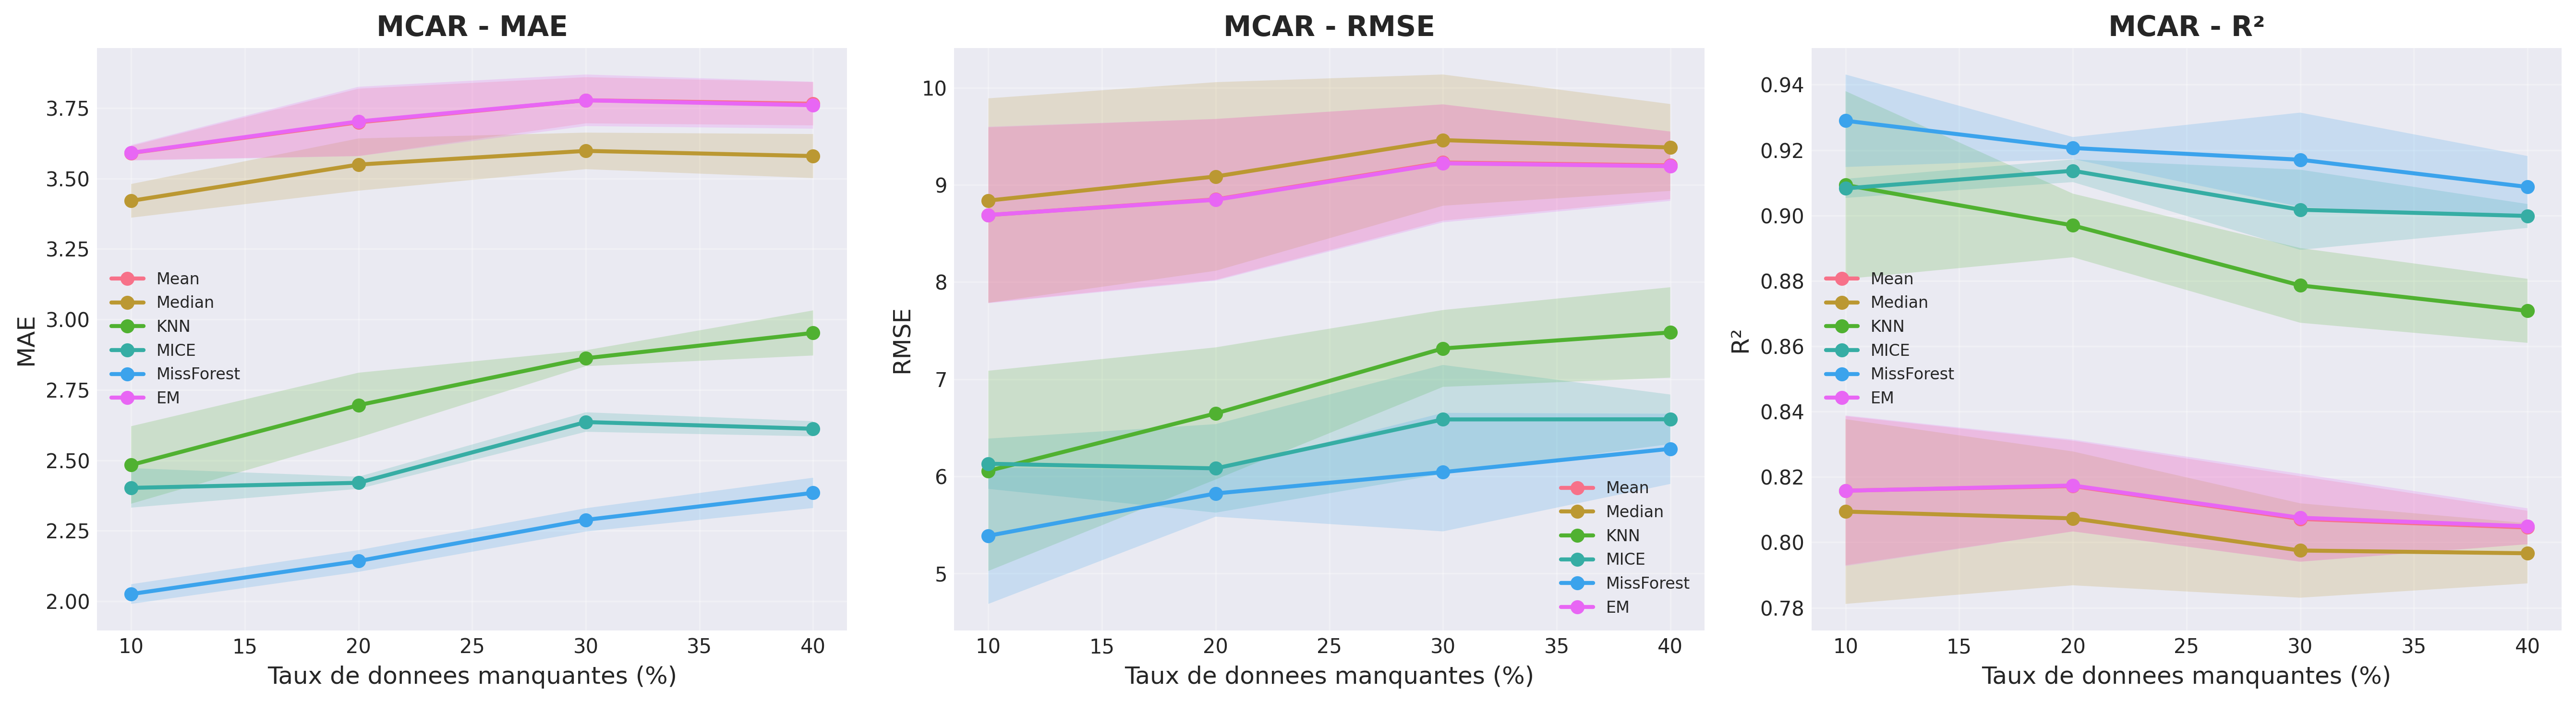 MCAR - MAE
MAE
3.75
3.50
3.25
3.00
2.75
2.50
2.25
2.00
Mean
Median
KNN
MICE
MissForest
EM
10 15 20 25 30 35 40
Taux de donnees manquantes (%)
MCAR - RMSE
RMSE
10
9
8
7
6
5
Mean
Median
KNN
MICE
MissForest
EM
10 15 20 25 30 35 40
Taux de donnees manquantes (%)
MCAR - R²
R²
0.94
0.92
0.90
0.88
0.86
0.84
0.82
0.80
0.78
Mean
Median
KNN
MICE
MissForest
EM
10 15 20 25 30 35 40
Taux de donnees manquantes (%)